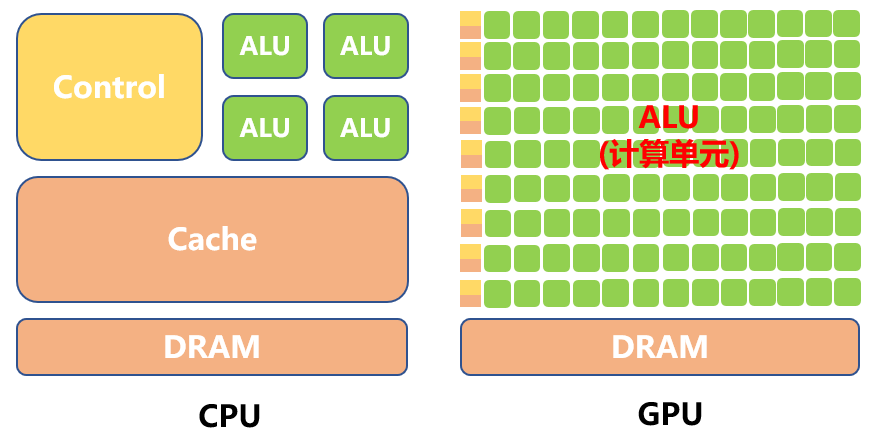 Control
ALU
ALU
ALU
ALU
Cache
DRAM
CPU
ALU
(计算单元)
DRAM
GPU